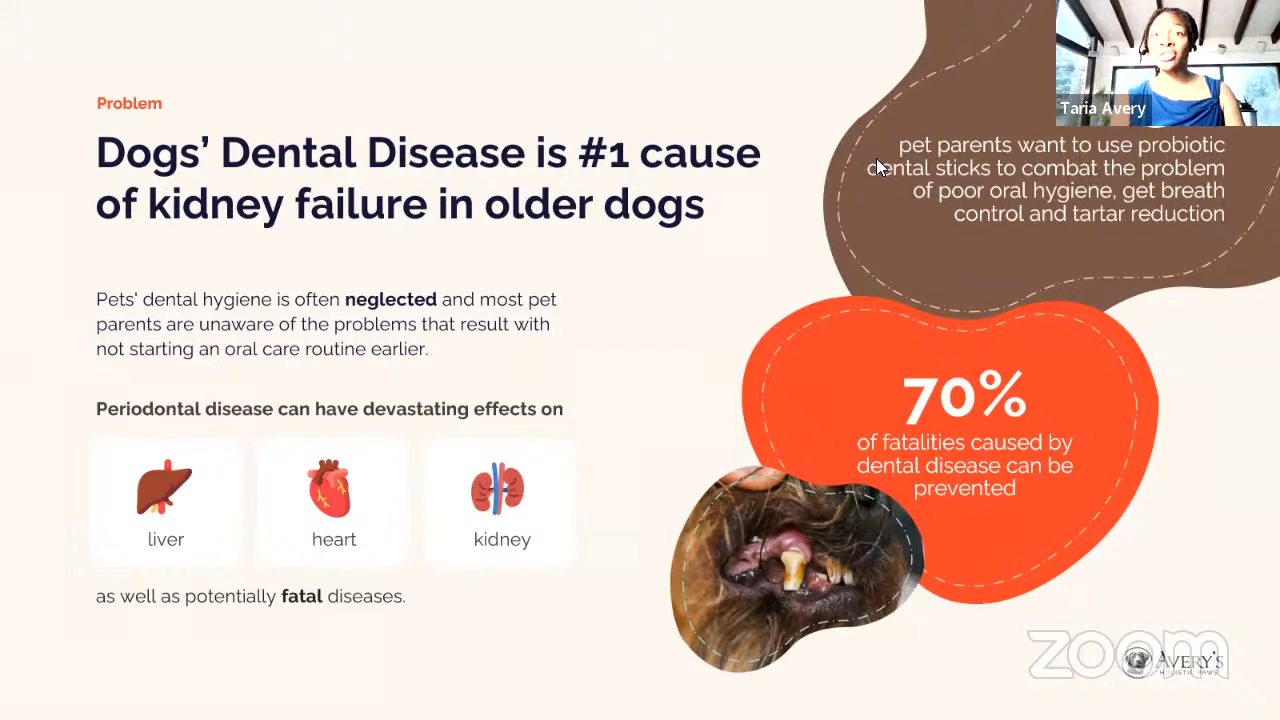 Problem
Dogs’ Dental Disease is #1 cause
of kidney failure in older dogs
Pets' dental hygiene is often neglected and most pet
parents are unaware of the problems that result with
not starting an oral care routine earlier.
Periodontal disease can have devastating effects on
liver
heart
kidney
as well as potentially fatal diseases.
Taria Avery
pet parents want to use probiotic
dental sticks to combat the problem
of poor oral hygiene, get breath
control and tartar reduction
70%
of fatalities caused by
dental disease can be
prevented
zoom
AVERY'S
HOLISTIC PAWS